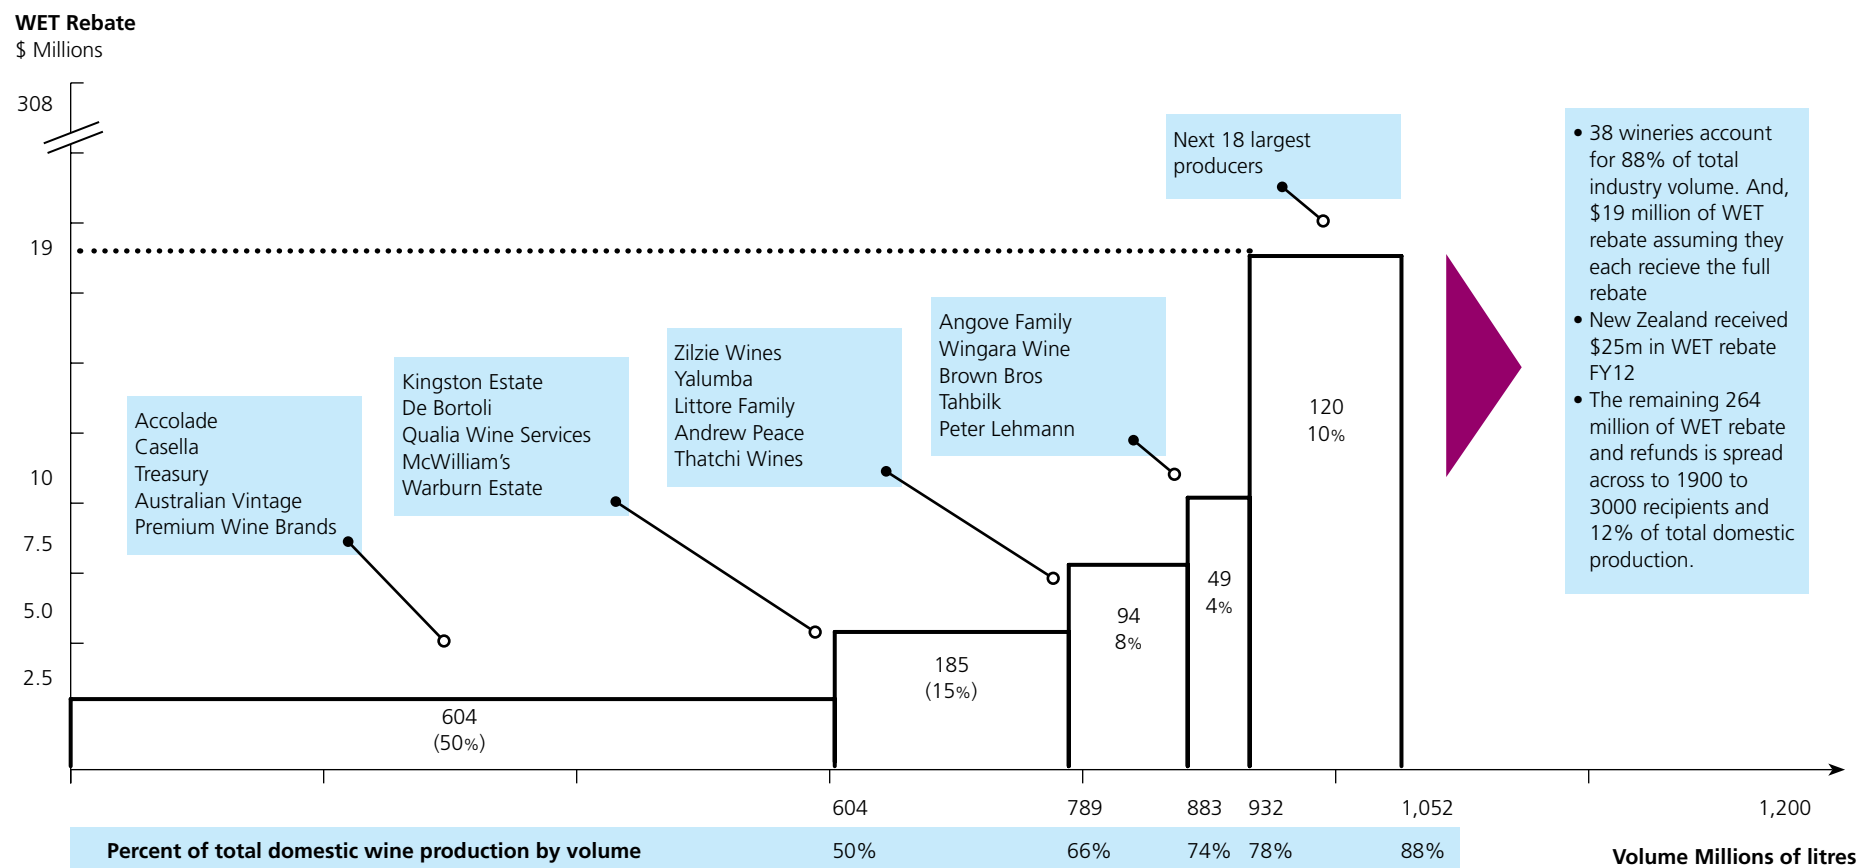 WET Rebate
$ Millions
308
19
10
7.5
5.0
2.5
Accolade
Casella
Treasury
Australian Vintage
Premium Wine Brands
Kingston Estate
De Bortoli
Qualia Wine Services
McWilliam's
Warburn Estate
Zilzie Wines
Yalumba
Littore Family
Andrew Peace
Thatchi Wines
Angove Family
Wingara Wine
Brown Bros
Tahbilk
Peter Lehmann
Next 18 largest
producers
604
(50%)
185
(15%)
94
8%
49
4%
120
10%
• 38 wineries account
for 88% of total
industry volume. And,
$19 million of WET
rebate assuming they
each recieve the full
rebate
• New Zealand received
$25m in WET rebate
FY12
• The remaining 264
million of WET rebate
and refunds is spread
across to 1900 to
3000 recipients and
12% of total domestic
production.
604 789 883 932 1,052 1,200
Percent of total domestic wine production by volume 50% 66% 74% 78% 88%
Volume Millions of litres